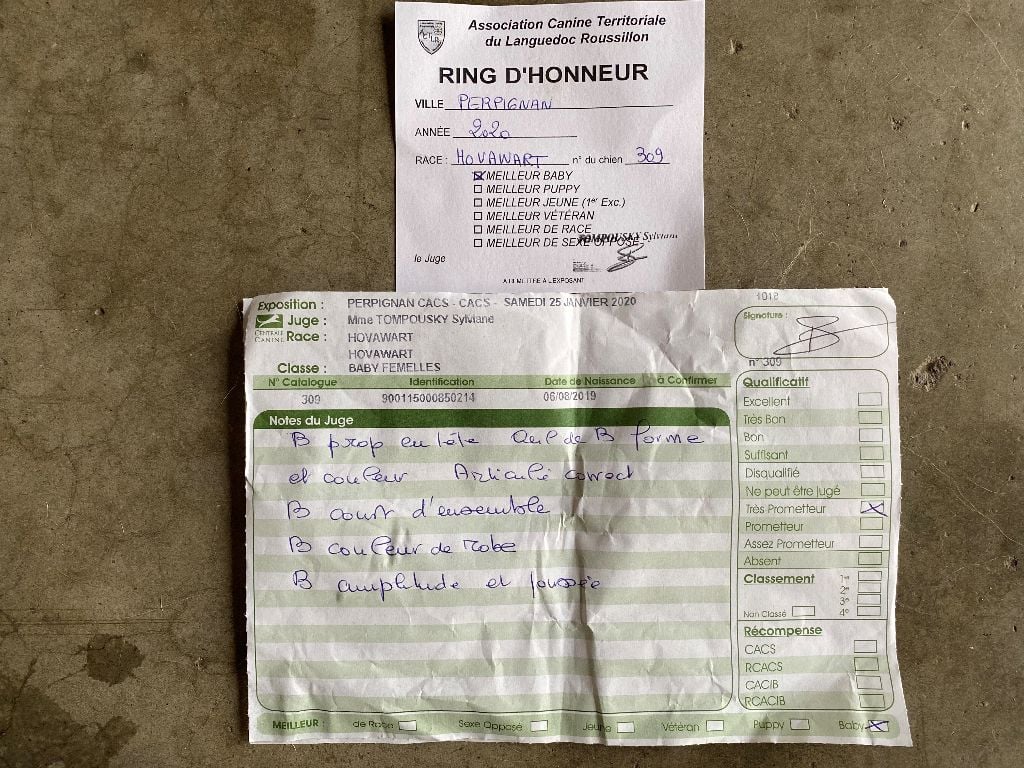 Association Canine Territoriale
du Languedoc Roussillon
RING D'HONNEUR
VILLE PERPIGNAN
ANNÉE 2020
RACE : HOVAWART n° du chien 309
MEILLEUR BABY
MEILLEUR PUPPY
MEILLEUR JEUNE (1er Exc.)
MEILLEUR VÉTÉRAN
MEILLEUR DE RACE
MEILLEUR DE SEXE OPPOSÉ
TOMPOUSKY Sylviane
le Juge
A REMETTRE A L'EXPOSANT
1018
Exposition : PERPIGNAN CACS - CACS - SAMEDI 25 JANVIER 2020
Juge : Mme TOMPOUSKY Sylviane
CENTRALE CANINE
Race : HOVAWART
HOVAWART
Classe : BABY FEMELLES
Signature :
n° 309
N° Catalogue Identification Date de Naissance à Confirmer
309 900115000850214 06/08/2019
Notes du Juge
B prop en tête Œil de B forme
et couleur Articulé correct
B court d'ensemble
B couleur de robe
B amplitude et poussée
Qualificatif
Excellent
Très Bon
Bon
Suffisant
Disqualifié
Ne peut être jugé
Très Prometteur
Prometteur
Assez Prometteur
Absent
Classement 1er
2e
3e
Non Classé 4e
Récompense
CACS
RCACS
CACIB
RCACIB
MEILLEUR : de Race Sexe Opposé Jeune Vétéran Puppy Baby